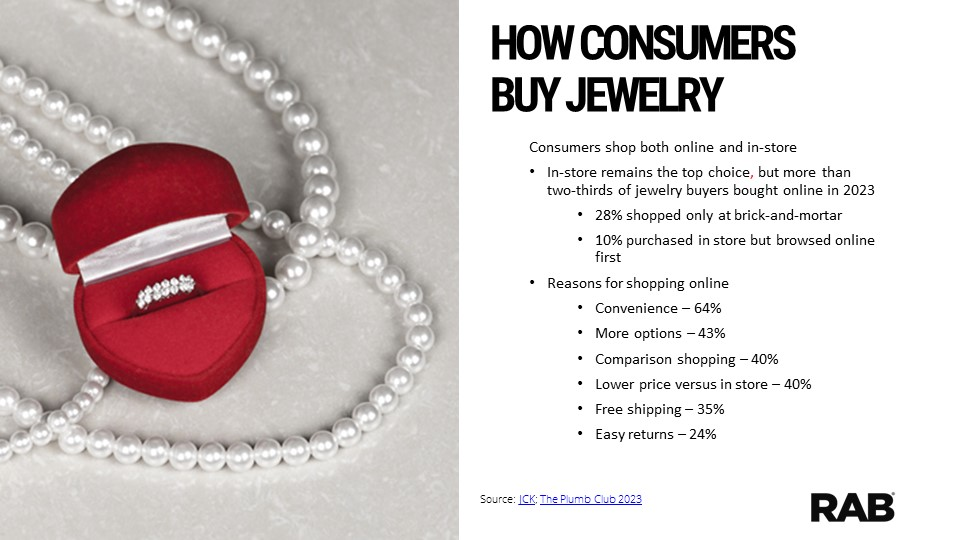 HOW CONSUMERS
BUY JEWELRY
Consumers shop both online and in-store
• In-store remains the top choice, but more than
two-thirds of jewelry buyers bought online in 2023
• 28% shopped only at brick-and-mortar
• 10% purchased in store but browsed online
first
• Reasons for shopping online
• Convenience – 64%
• More options – 43%
• Comparison shopping – 40%
• Lower price versus in store – 40%
• Free shipping – 35%
• Easy returns – 24%
Source: JCK; The Plumb Club 2023
RAB